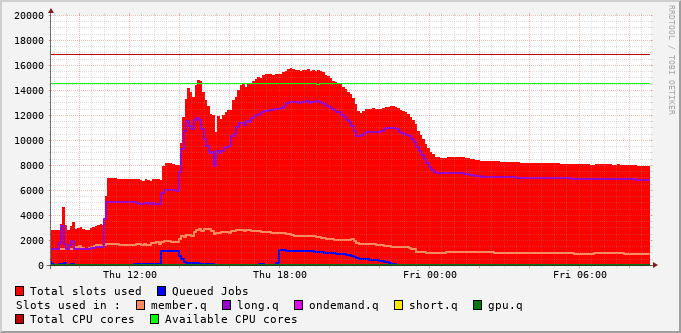 20000
18000
16000
14000
12000
10000
8000
6000
4000
2000
0
Thu 12:00 Thu 18:00 Fri 00:00 Fri 06:00
RRDTOOL / TOBI OETIKER
Total slots used Queued Jobs
Slots used in : member.q long.q ondemand.q short.q gpu.q
Total CPU cores Available CPU cores